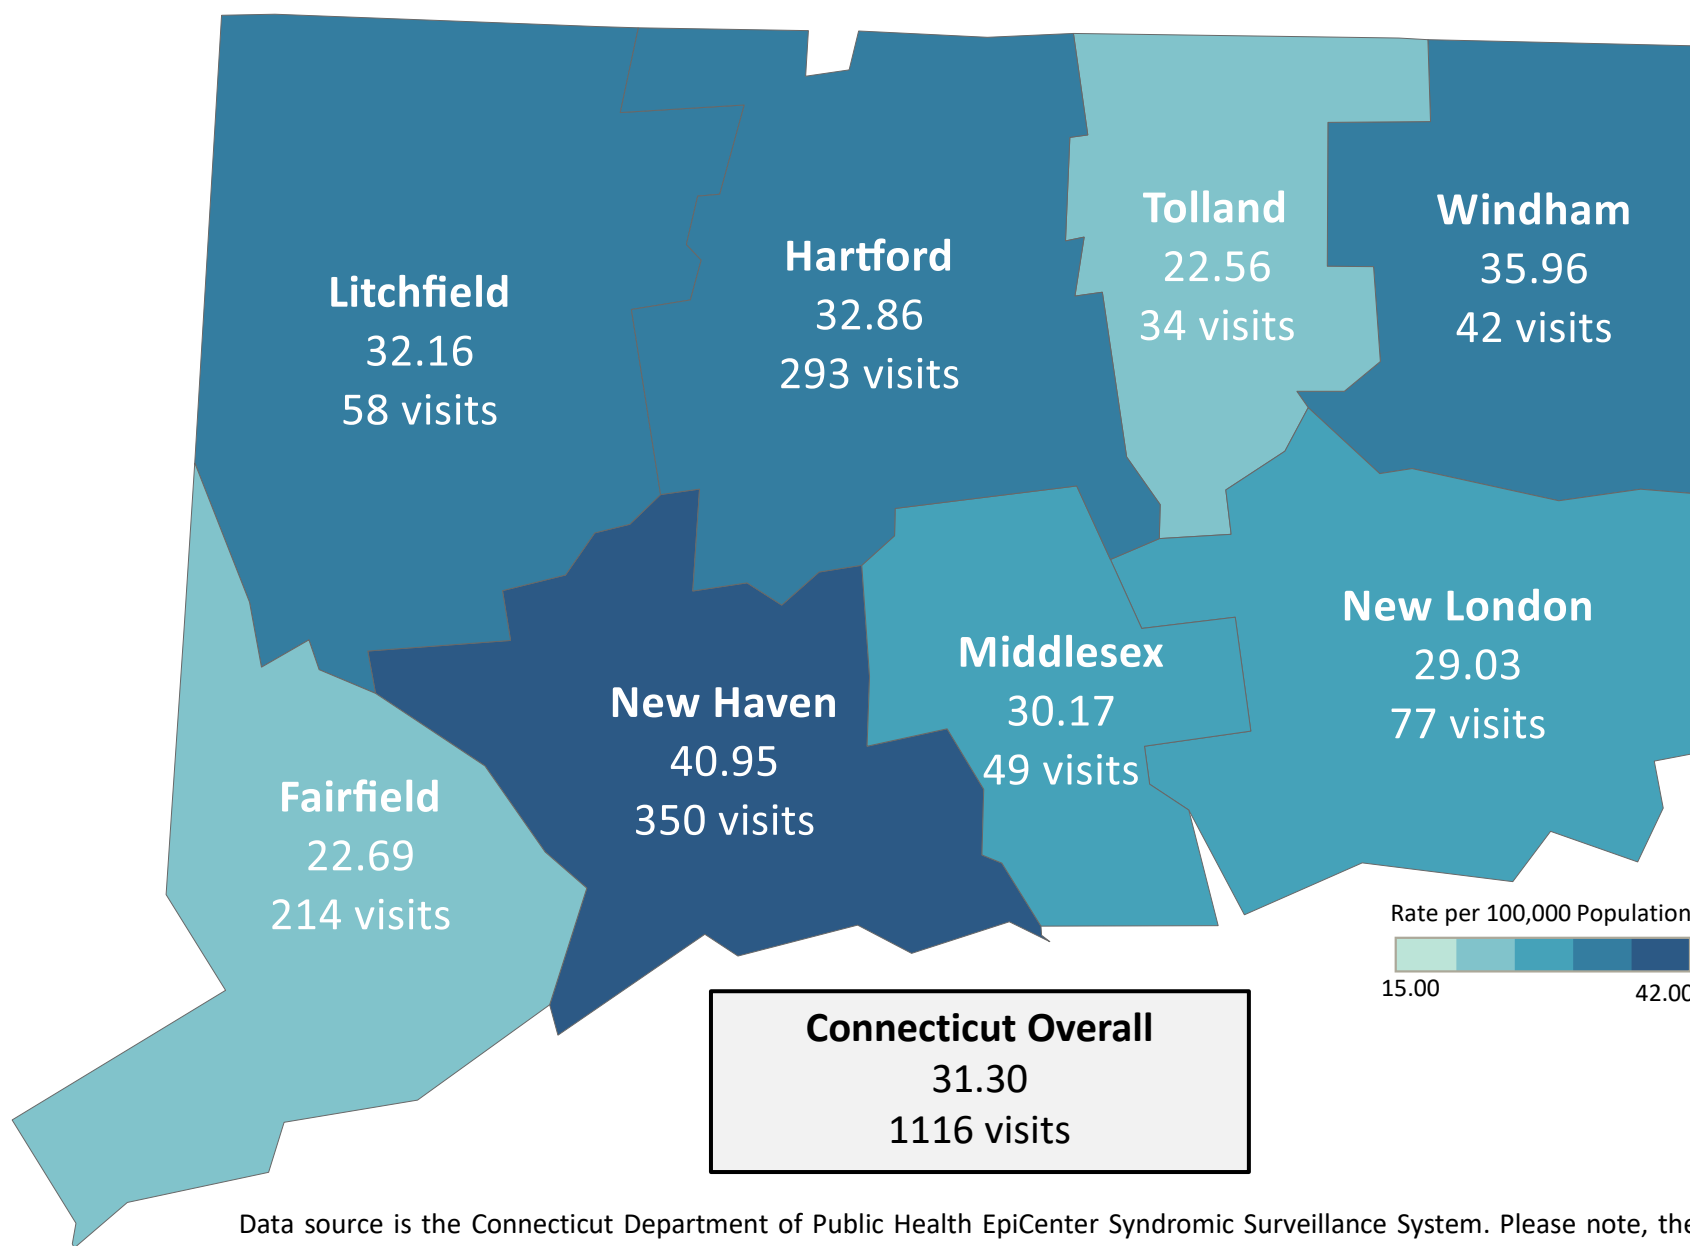 Litchfield
32.16
58 visits
Hartford
32.86
293 visits
Tolland
22.56
34 visits
Windham
35.96
42 visits
New London
29.03
77 visits
Middlesex
30.17
49 visits
New Haven
40.95
350 visits
Fairfield
22.69
214 visits
Rate per 100,000 Population
15.00
42.00
Connecticut Overall
31.30
1116 visits
Data source is the Connecticut Department of Public Health EpiCenter Syndromic Surveillance System. Please note, the